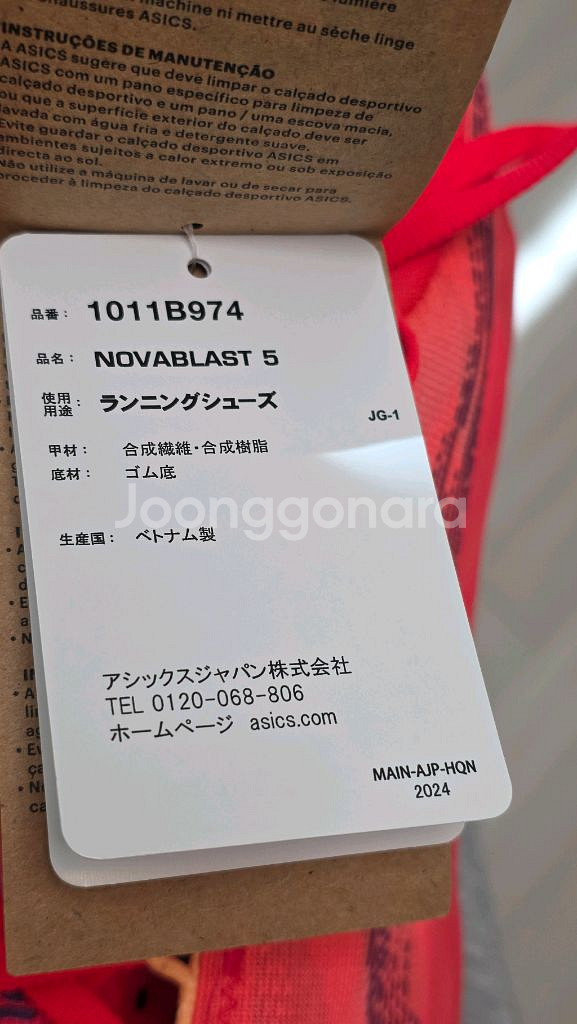 machine ni mettre au sèche linge
chaussures ASICS.
INSTRUÇÕES DE MANUTENÇÃO
A ASICS sugere que deve limpar o calçado desportivo
ASICS com um pano específico para limpeza de
calçado desportivo e um pano / uma escova macia,
ou que a superfície exterior do calçado deve ser
lavada com água fria e detergente suave.
Evite guardar o calçado desportivo ASICS em
ambientes sujeitos a calor extremo ou sob exposição
directa ao sol.
Não utilize a máquina de lavar ou de secar para
proceder à limpeza do calçado desportivo ASICS.
品番： 1011B974
品名： NOVABLAST 5
使用用途： ランニングシューズ
JG-1
甲材： 合成繊維・合成樹脂
底材： ゴム底
Joonggonara
生産国： ベトナム製
アシックスジャパン株式会社
TEL 0120-068-806
ホームページ asics.com
MAIN-AJP-HQN
2024